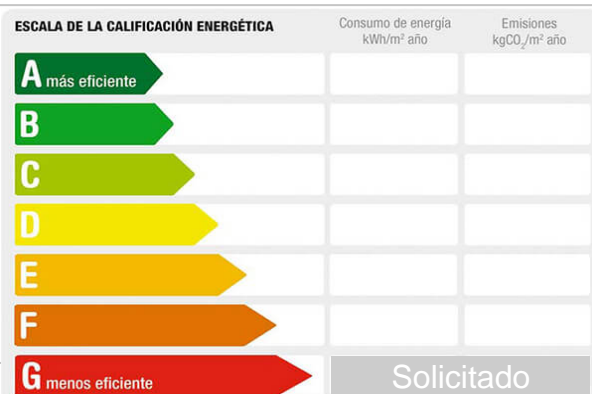 ESCALA DE LA CALIFICACIÓN ENERGÉTICA
Consumo de energía
kWh/m² año
Emisiones
kgCO₂/m² año
A más eficiente
B
C
D
E
F
G menos eficiente
Solicitado